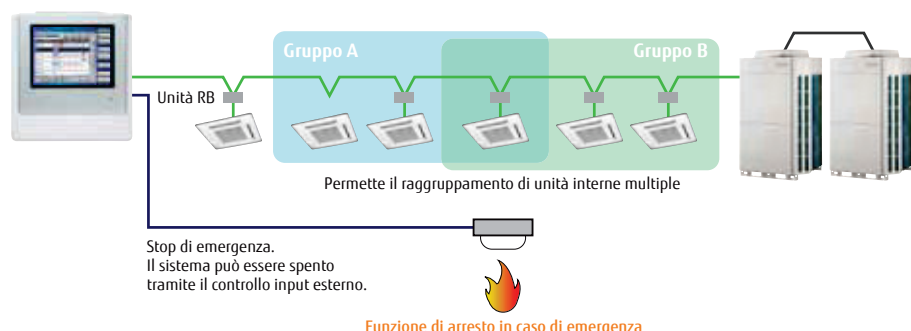 Gruppo A
Gruppo B
Unità RB
Permette il raggruppamento di unità interne multiple
Stop di emergenza.
Il sistema può essere spento
tramite il controllo input esterno.
Funzione di arresto in caso di emergenza